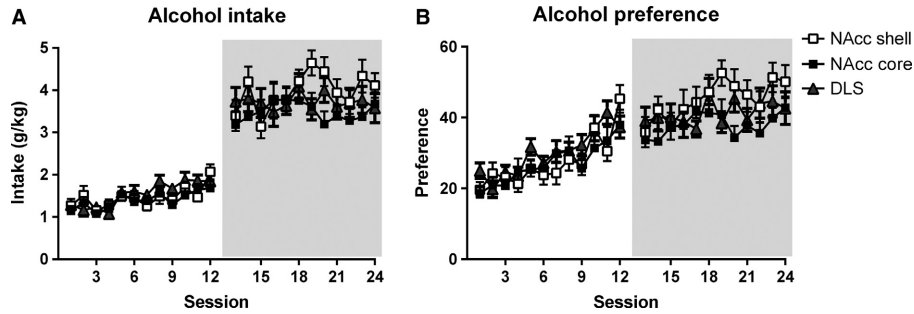 A
Alcohol intake
Intake (g/kg)
5
4
3
2
1
0
3 6 9 12 15 18 21 24
Session
B
Alcohol preference
Preference
60
40
20
0
3 6 9 12 15 18 21 24
Session
NAcc shell
NAcc core
DLS